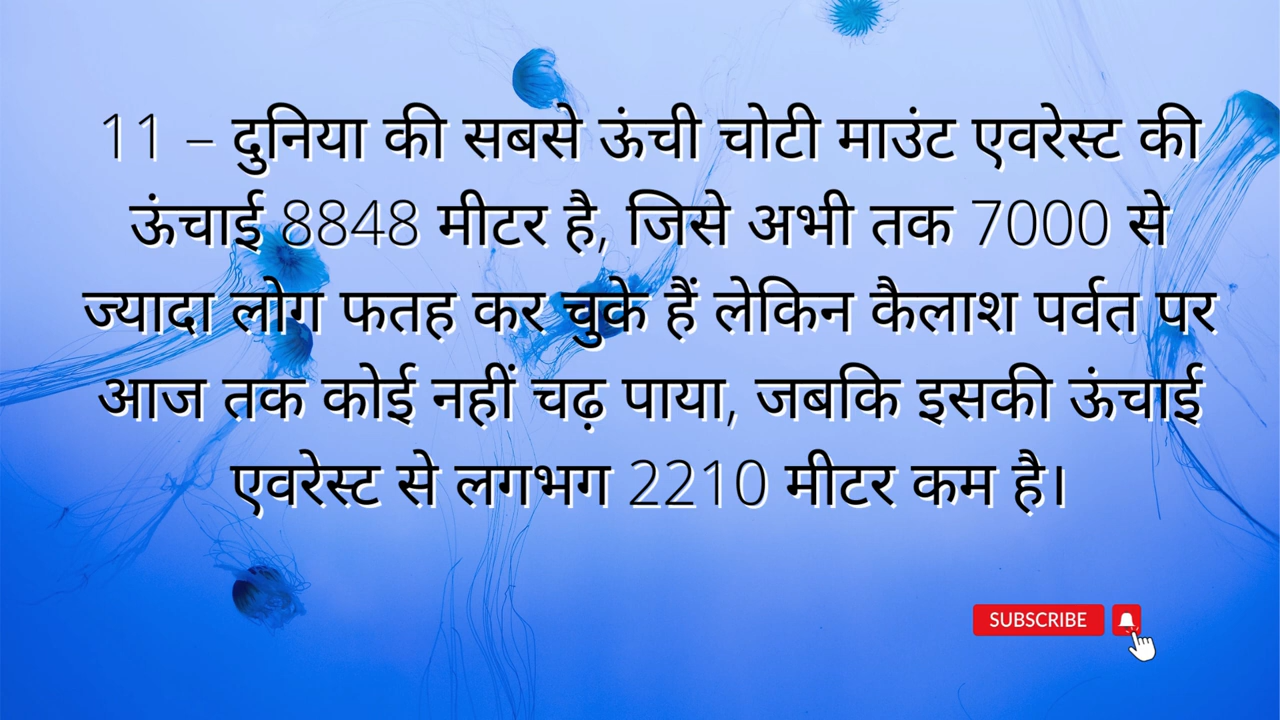 11 – दुनिया की सबसे ऊंची चोटी माउंट एवरेस्ट की
ऊंचाई 8848 मीटर है, जिसे अभी तक 7000 से
ज्यादा लोग फतह कर चुके हैं लेकिन कैलाश पर्वत पर
आज तक कोई नहीं चढ़ पाया, जबकि इसकी ऊंचाई
एवरेस्ट से लगभग 2210 मीटर कम है।
SUBSCRIBE